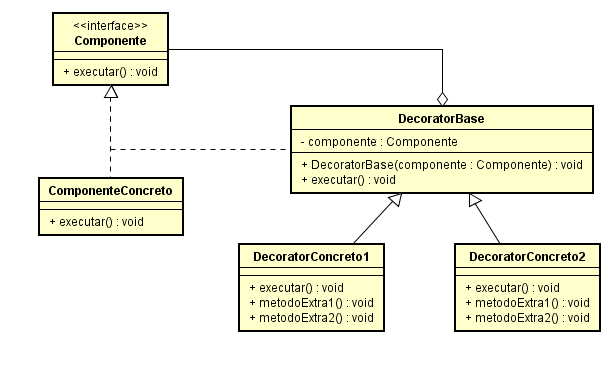 <<interface>>
Componente
+ executar() : void
DecoratorBase
- componente : Componente
+ DecoratorBase(componente : Componente) : void
+ executar() : void
ComponenteConcreto
+ executar() : void
DecoratorConcreto1
+ executar() : void
+ metodoExtra1() : void
+ metodoExtra2() : void
DecoratorConcreto2
+ executar() : void
+ metodoExtra1() : void
+ metodoExtra2() : void